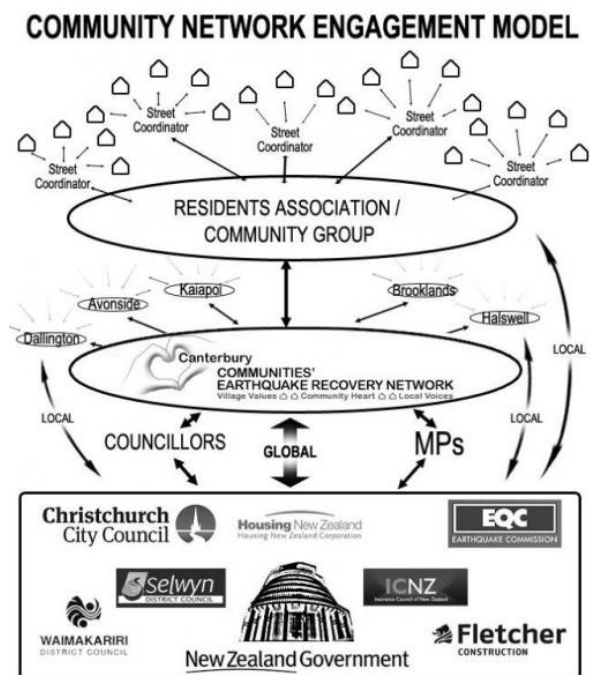 COMMUNITY NETWORK ENGAGEMENT MODEL
Street
Coordinator
Street
Coordinator
Street
Coordinator
Street
Coordinator
Street
Coordinator
RESIDENTS ASSOCIATION /
COMMUNITY GROUP
Kaiapoi
Brooklands
Avonside
Halswell
Dallington
Canterbury
COMMUNITIES'
EARTHQUAKE RECOVERY NETWORK
Village Values Community Heart Local Voices
LOCAL
LOCAL
LOCAL
COUNCILLORS
GLOBAL
MPs
Christchurch
City Council
Housing New Zealand
Housing New Zealand Corporation
EQC
EARTHQUAKE COMMISSION
Selwyn
DISTRICT COUNCIL
ICNZ
Insurance Council of New Zealand
WAIMAKARIRI
DISTRICT COUNCIL
New Zealand Government
Fletcher
CONSTRUCTION